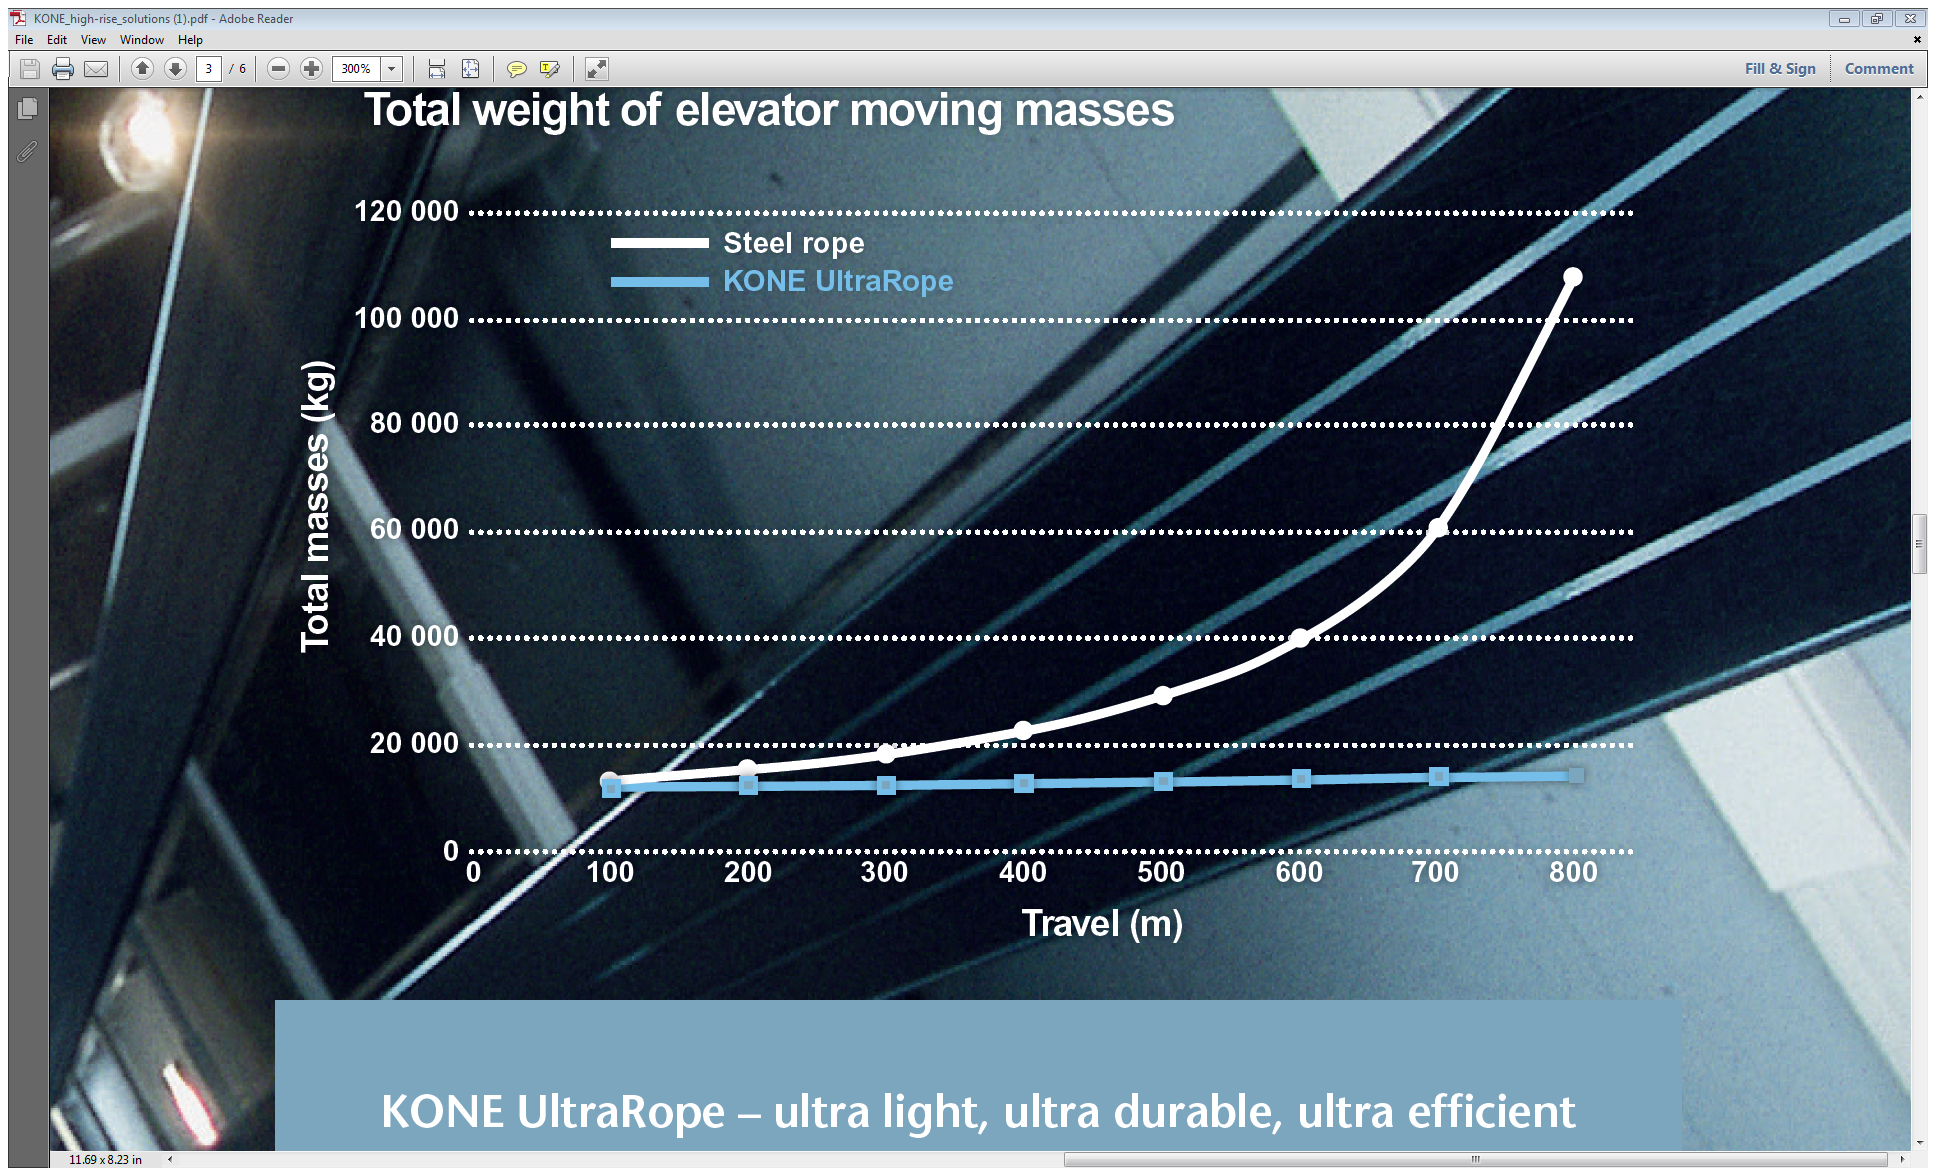 KONE_high-rise_solutions (1).pdf - Adobe Reader
File Edit View Window Help
3 / 6 300% Fill & Sign Comment
Total weight of elevator moving masses
120 000
Steel rope
KONE UltraRope
100 000
80 000
60 000
40 000
20 000
0
Total masses (kg)
0 100 200 300 400 500 600 700 800
Travel (m)
KONE UltraRope – ultra light, ultra durable, ultra efficient
11.69 x 8.23 in